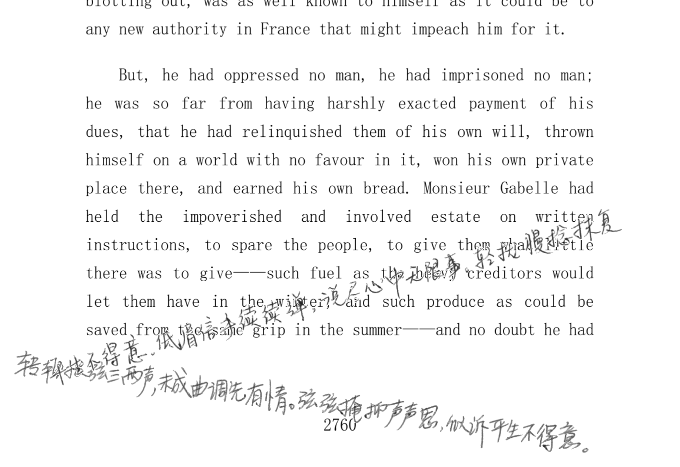 blotting out, was as well known to himself as it could be to
any new authority in France that might impeach him for it.
But, he had oppressed no man, he had imprisoned no man;
he was so far from having harshly exacted payment of his
dues, that he had relinquished them of his own will, thrown
himself on a world with no favour in it, won his own private
place there, and earned his own bread. Monsieur Gabelle had
held the impoverished and involved estate on written
instructions, to spare the people, to give them what little
there was to give——such fuel as the heavy creditors would
let them have in the winter, and such produce as could be
saved from the same grip in the summer——and no doubt he had
不得意.低眉信手续续弹,说尽心中无限事。轻拢慢捻抹复
转轴拨弦三两声,未成曲调先有情。弦弦掩抑声声思,似诉平生不得意。
2760